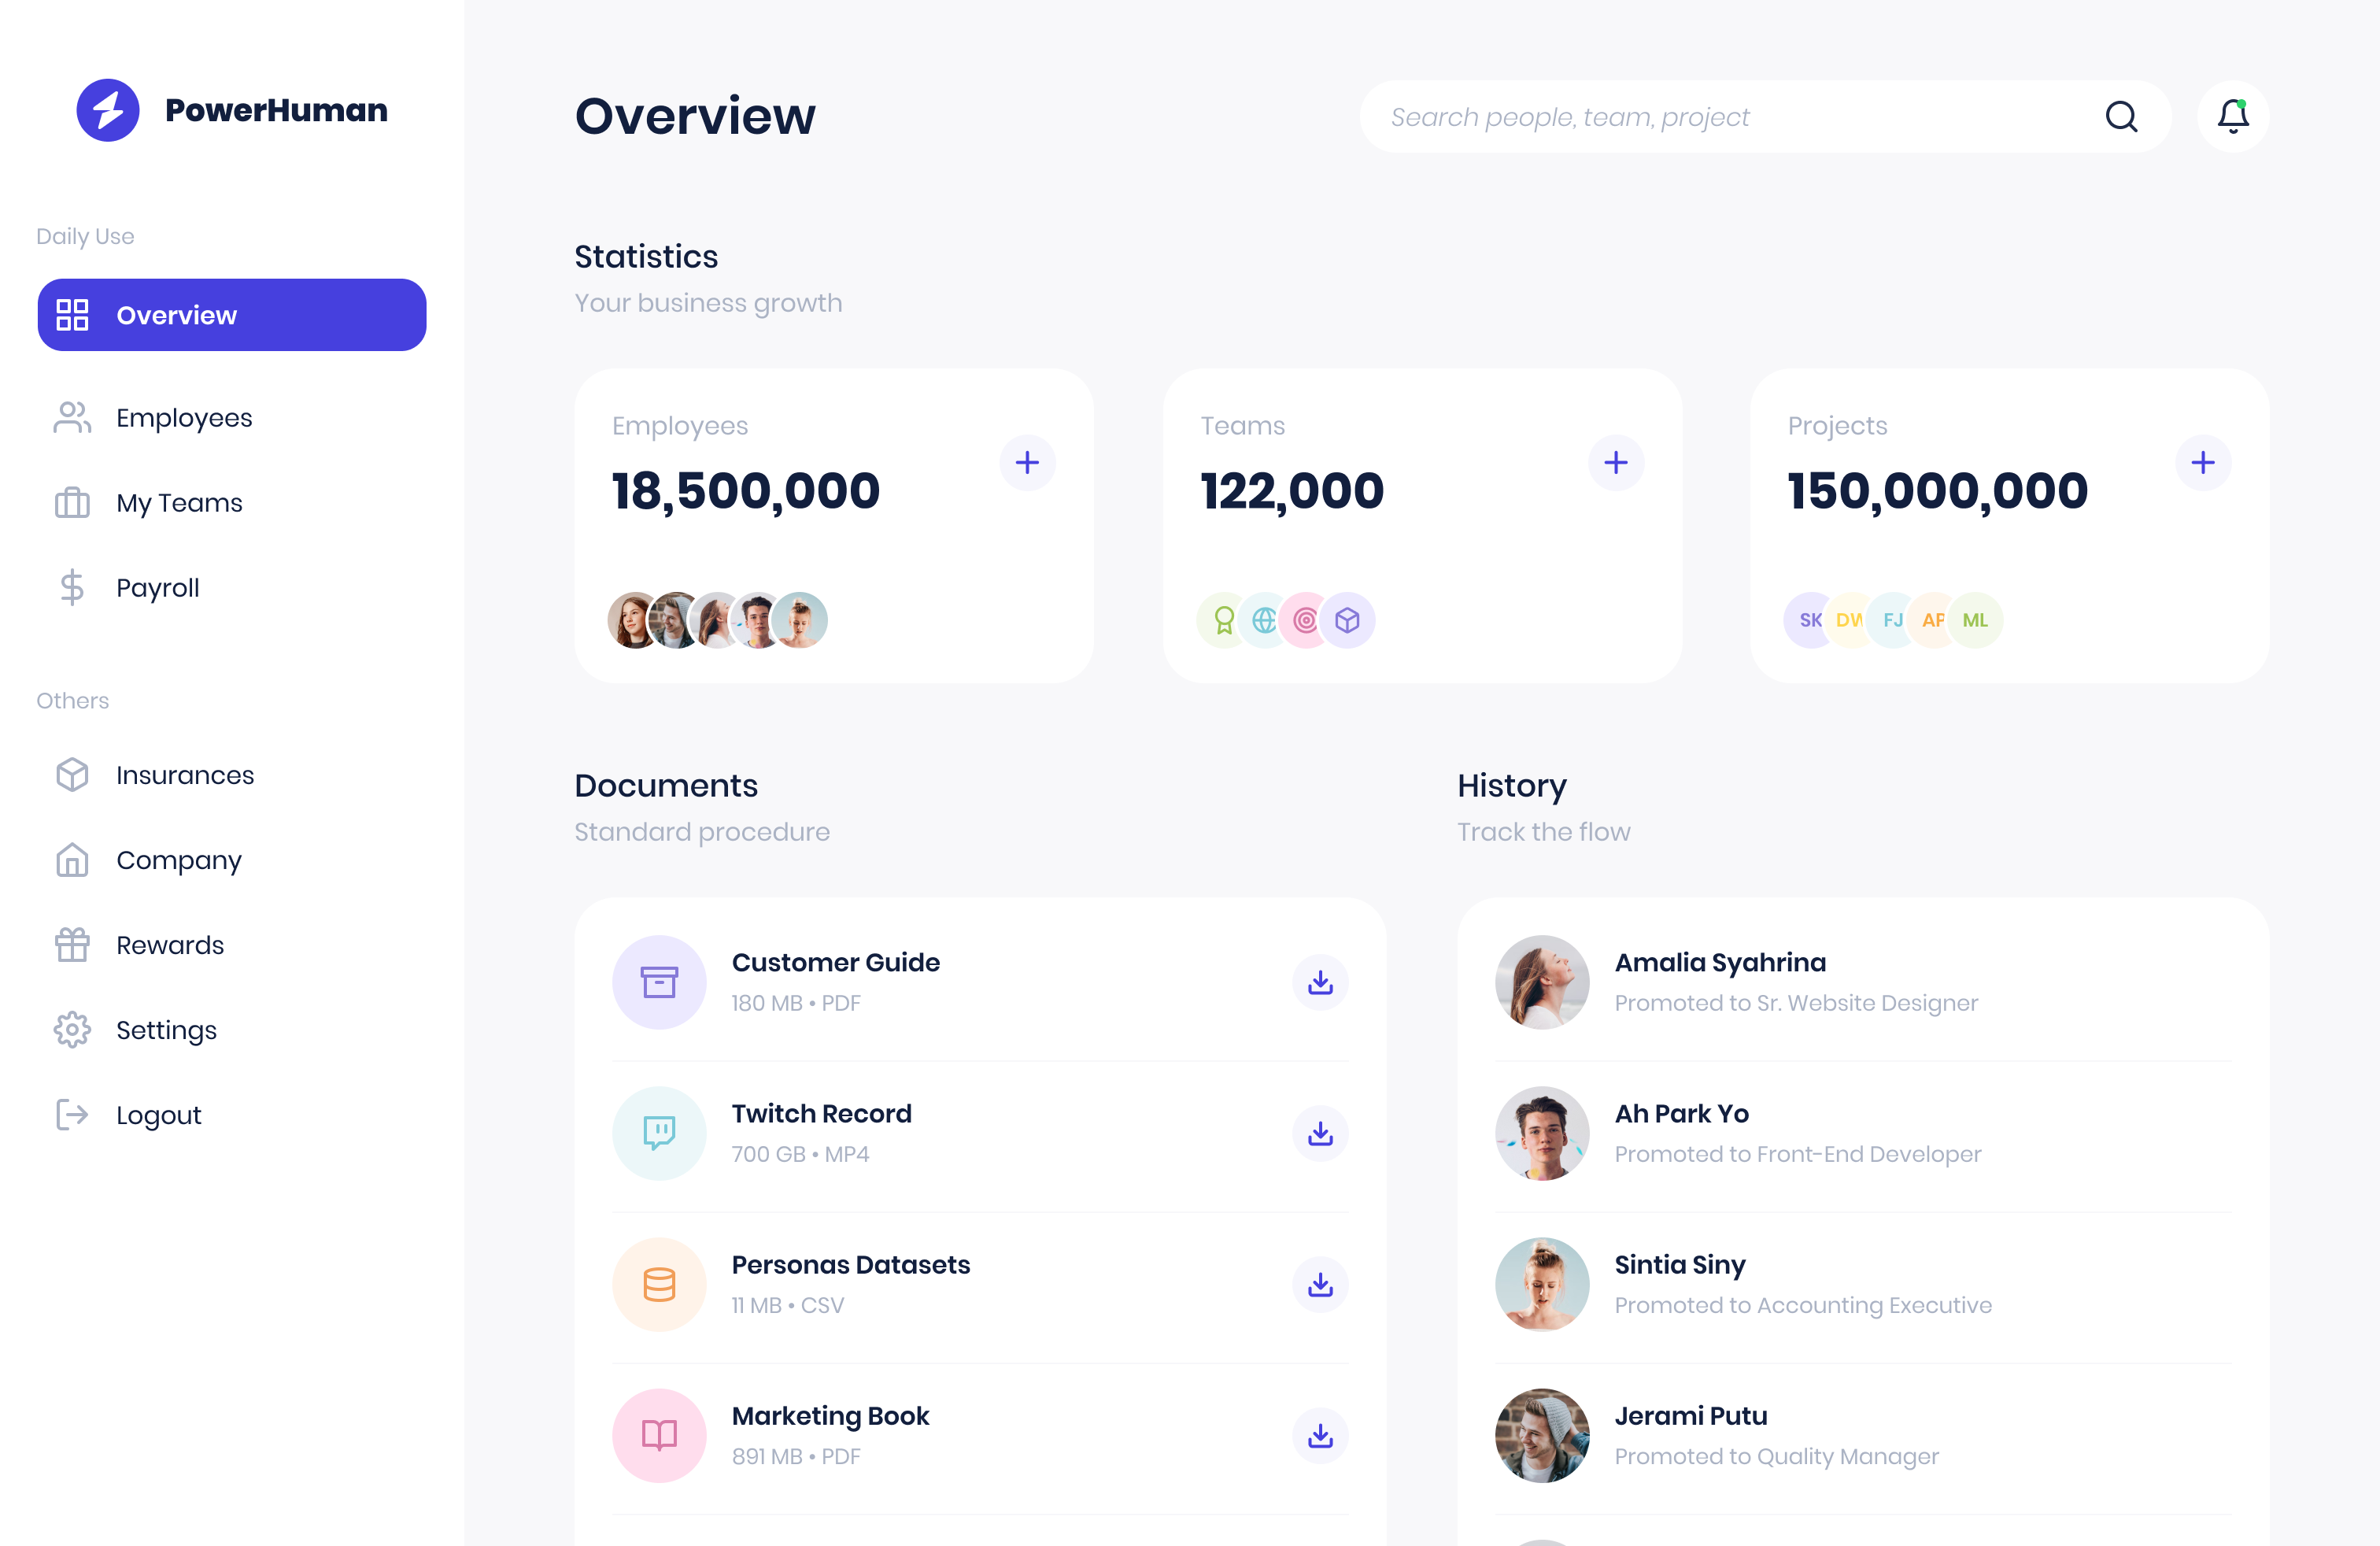 PowerHuman
Daily Use
Overview
Employees
My Teams
Payroll
Others
Insurances
Company
Rewards
Settings
Logout
Overview
Search people, team, project
Statistics
Your business growth
Employees
18,500,000
Teams
122,000
Projects
150,000,000
SK DW FJ AP ML
Documents
Standard procedure
Customer Guide
180 MB • PDF
Twitch Record
700 GB • MP4
Personas Datasets
11 MB • CSV
Marketing Book
891 MB • PDF
History
Track the flow
Amalia Syahrina
Promoted to Sr. Website Designer
Ah Park Yo
Promoted to Front-End Developer
Sintia Siny
Promoted to Accounting Executive
Jerami Putu
Promoted to Quality Manager